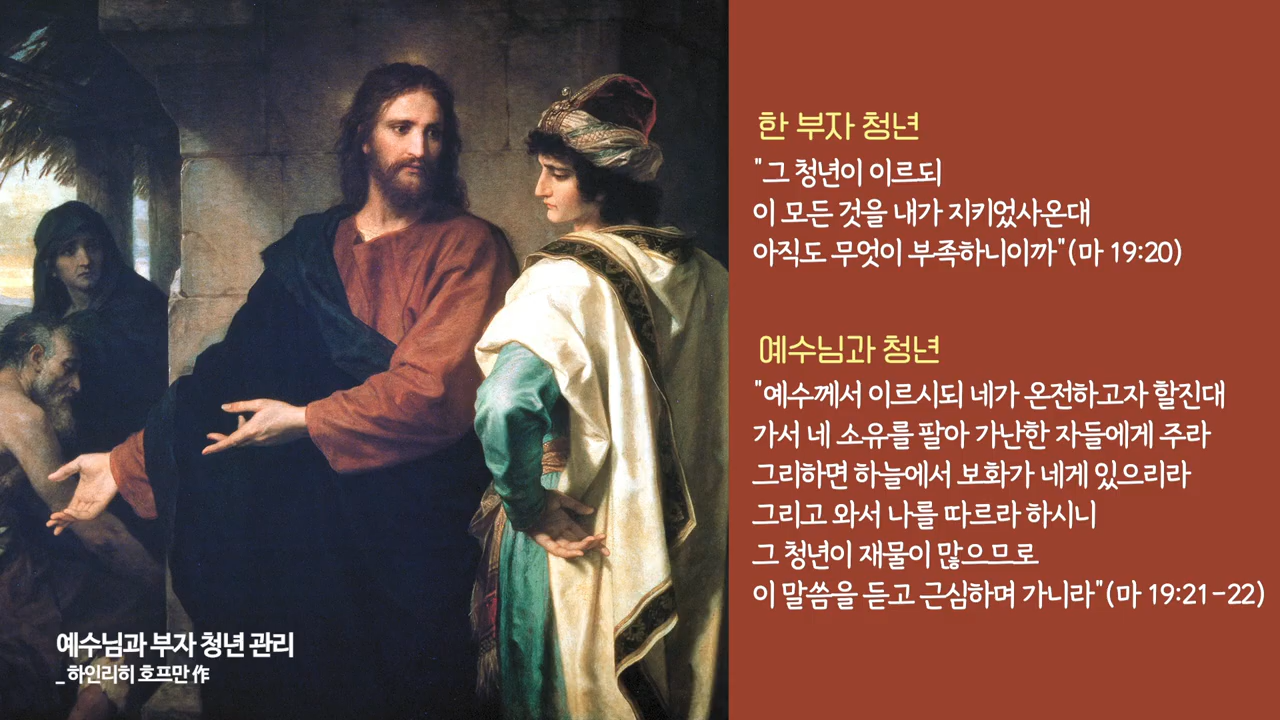 한 부자 청년
"그 청년이 이르되
이 모든 것을 내가 지키었사온대
아직도 무엇이 부족하니이까"(마 19:20)
예수님과 청년
"예수께서 이르시되 네가 온전하고자 할진대
가서 네 소유를 팔아 가난한 자들에게 주라
그리하면 하늘에서 보화가 네게 있으리라
그리고 와서 나를 따르라 하시니
그 청년이 재물이 많으므로
이 말씀을 듣고 근심하며 가니라"(마 19:21-22)
예수님과 부자 청년 관리
_ 하인리히 호프만 作